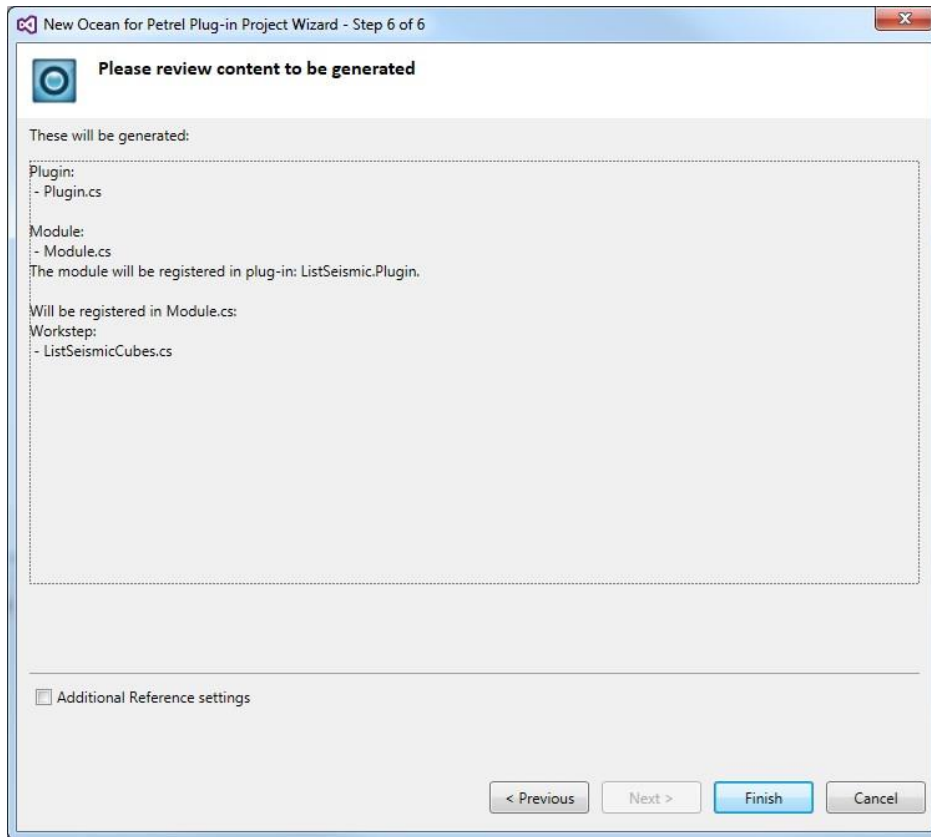 New Ocean for Petrel Plug-in Project Wizard - Step 6 of 6
Please review content to be generated
These will be generated:
Plugin:
- Plugin.cs
Module:
- Module.cs
The module will be registered in plug-in: ListSeismic.Plugin.
Will be registered in Module.cs:
Workstep:
- ListSeismicCubes.cs
Additional Reference settings
< Previous
Next >
Finish
Cancel